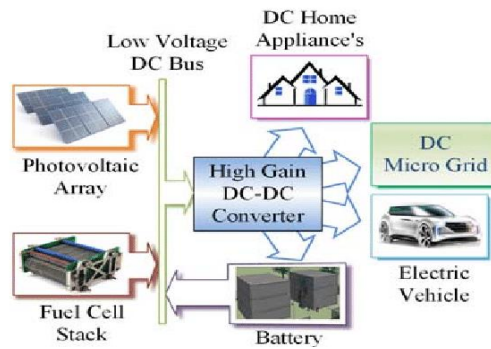 DC Home
Appliance's
Low Voltage
DC Bus
Photovoltaic
Array
High Gain
DC-DC
Converter
DC
Micro Grid
Electric
Vehicle
Fuel Cell
Stack
Battery